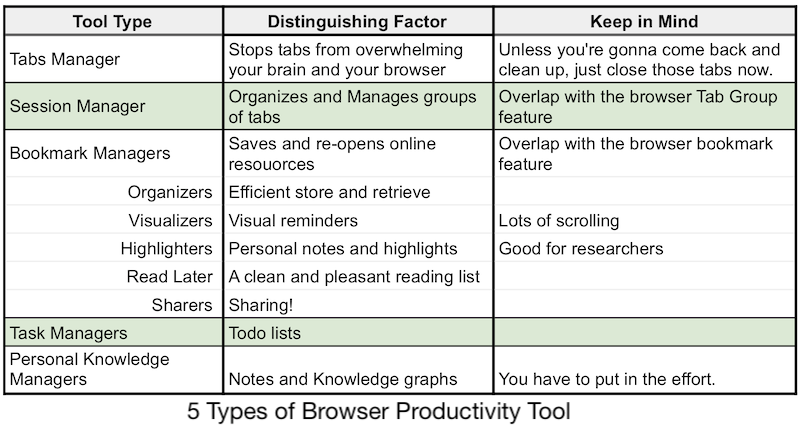 Tool Type Distinguishing Factor Keep in Mind
Tabs Manager
Stops tabs from overwhelming
your brain and your browser
Unless you're gonna come back and
clean up, just close those tabs now.
Session Manager
Organizes and Manages groups
of tabs
Overlap with the browser Tab Group
feature
Bookmark Managers
Saves and re-opens online
resouorces
Overlap with the browser bookmark
feature
Organizers Efficient store and retrieve
Visualizers Visual reminders Lots of scrolling
Highlighters Personal notes and highlights Good for researchers
Read Later A clean and pleasant reading list
Sharers Sharing!
Task Managers Todo lists
Personal Knowledge
Managers
Notes and Knowledge graphs
You have to put in the effort.
5 Types of Browser Productivity Tool